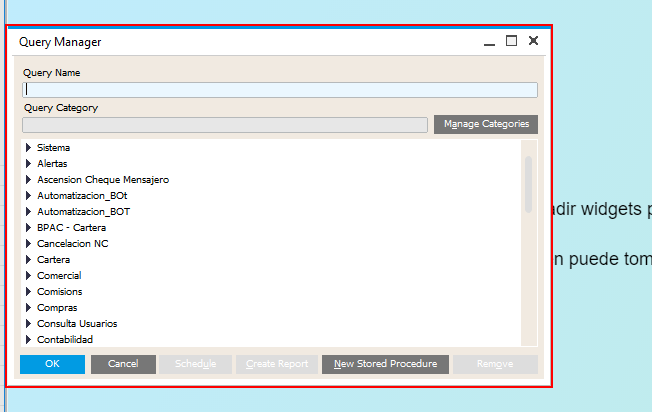 Query Manager
Query Name
Query Category
Manage Categories
Sistema
Alertas
Ascension Cheque Mensajero
Automatizacion_BOt
Automatizacion_BOT
BPAC - Cartera
Cancelacion NC
Cartera
Comercial
Comisions
Compras
Consulta Usuarios
Contabilidad
OK Cancel Schedule Create Report New Stored Procedure Remove
adir widgets p
n puede tom